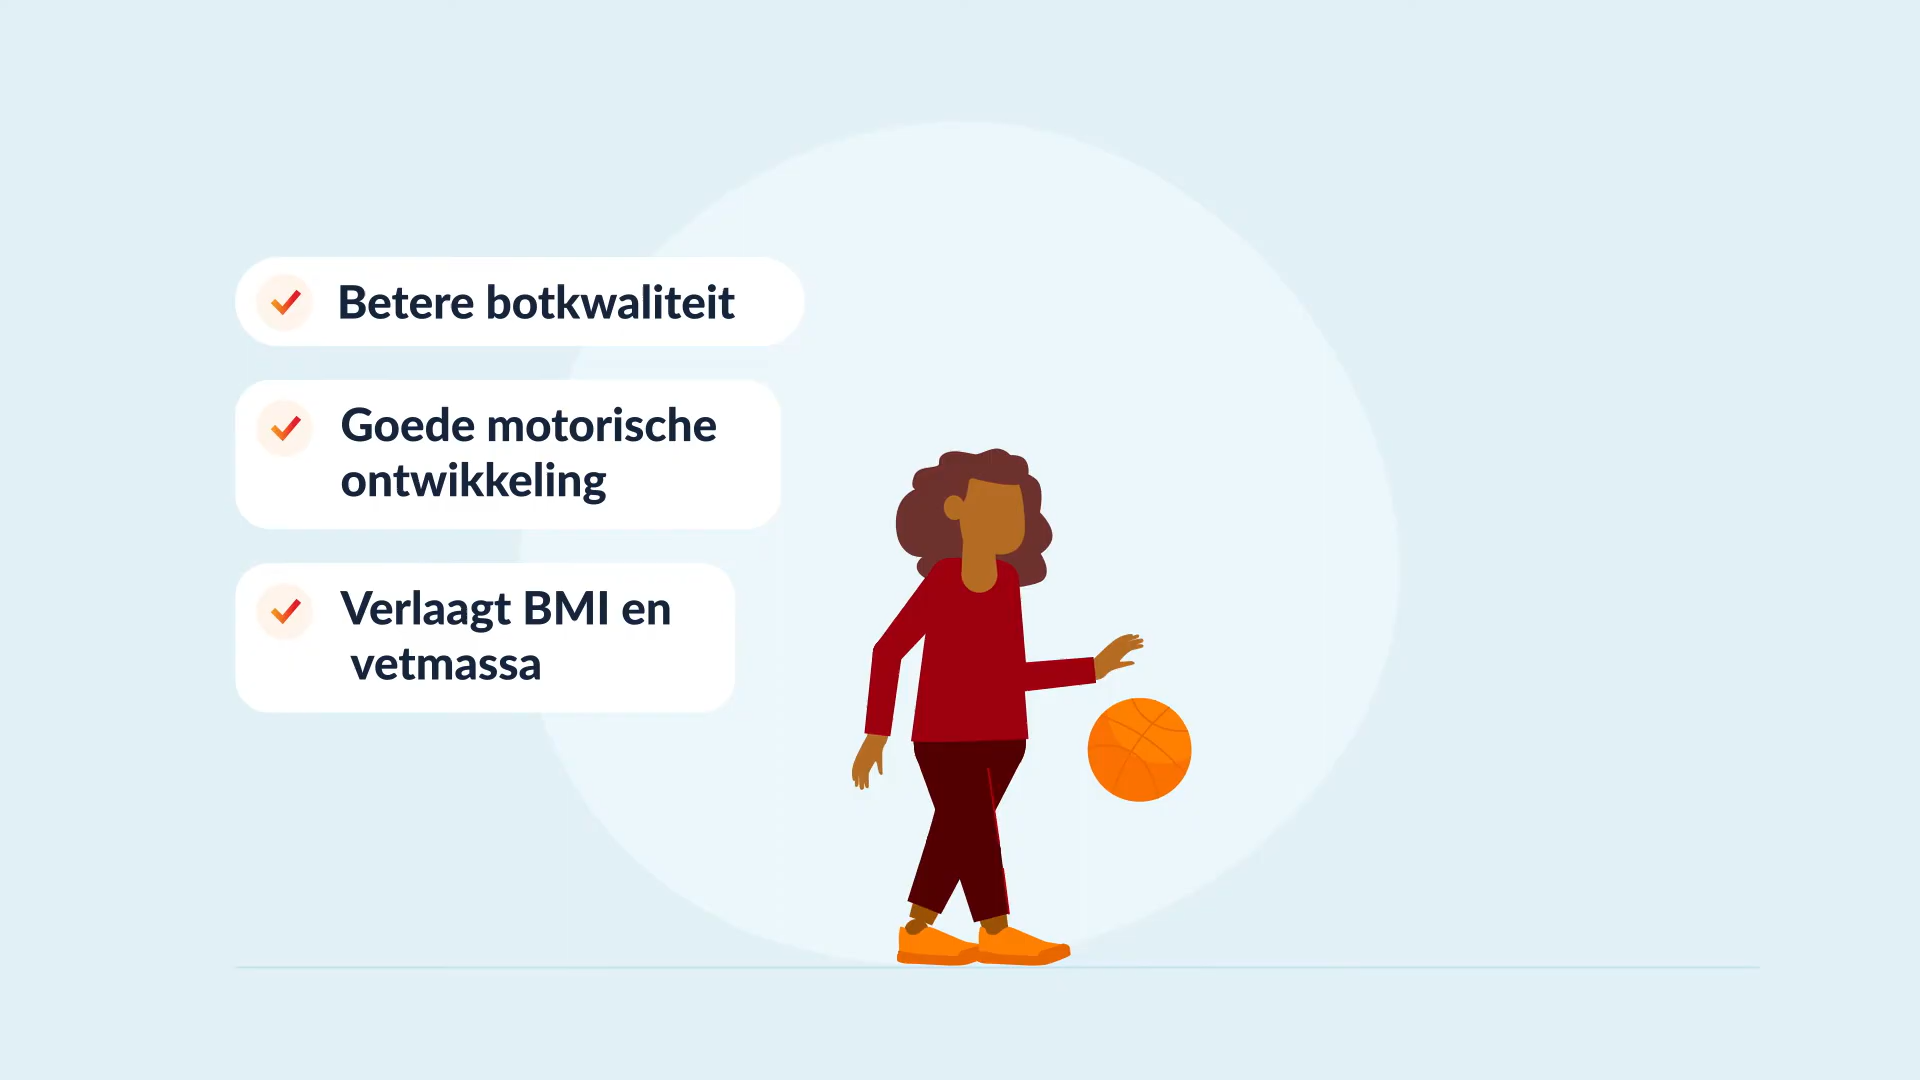 Betere botkwaliteit
Goede motorische
ontwikkeling
Verlaagt BMI en
vetmassa